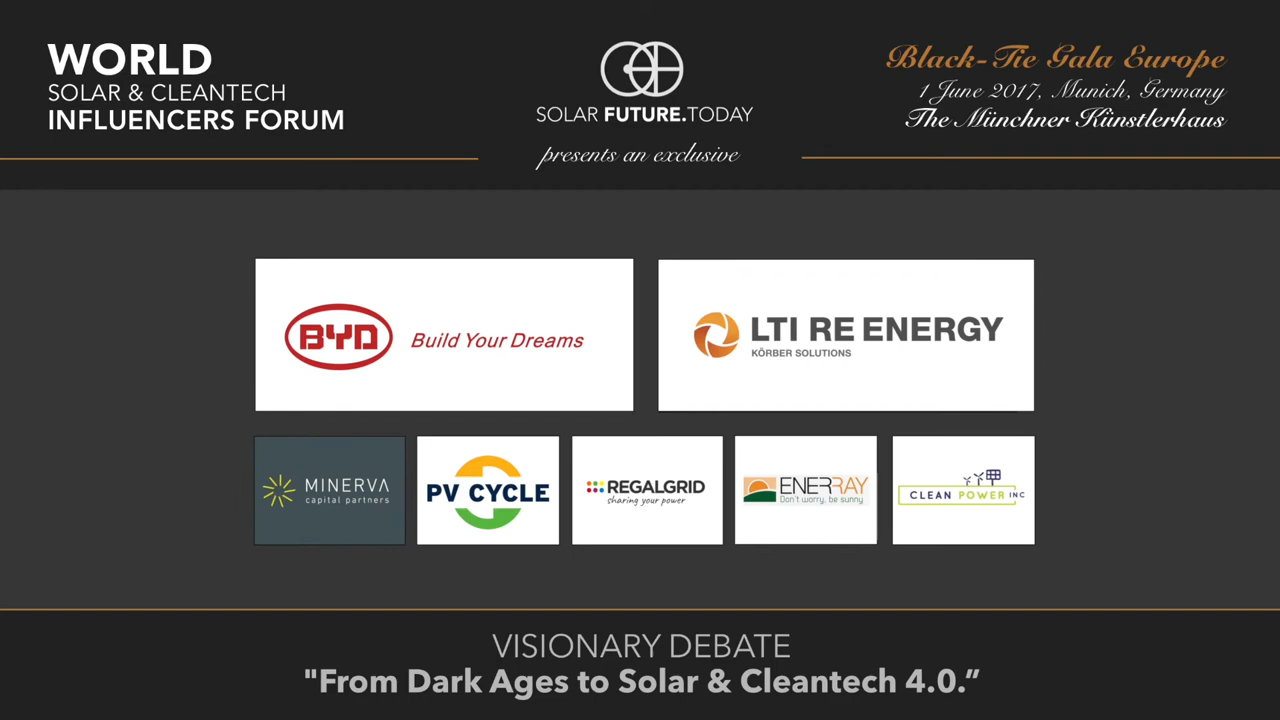 WORLD
SOLAR & CLEANTECH
INFLUENCERS FORUM
SOLAR FUTURE.TODAY
presents an exclusive
Black-Tie Gala Europe
1 June 2017, Munich, Germany
The Münchner Künstlerhaus
BYD Build Your Dreams
LTI RE ENERGY
KÖRBER SOLUTIONS
MINERVA
capital partners
PV CYCLE
REGALGRID
sharing your power
ENERRAY
Don't worry, be sunny
CLEAN POWER INC
VISIONARY DEBATE
"From Dark Ages to Solar & Cleantech 4.0.”